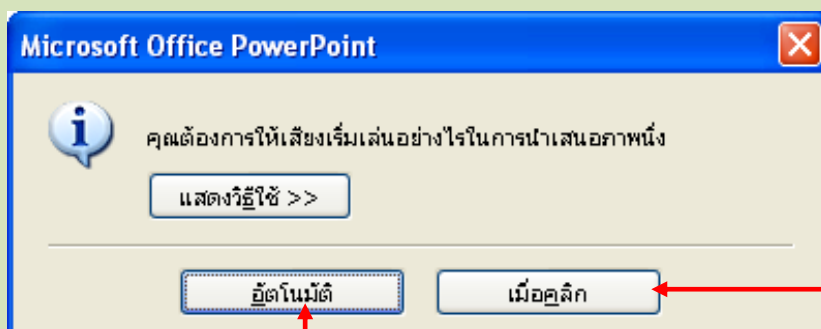 Microsoft Office PowerPoint
คุณต้องการให้เสียงเริ่มเล่นอย่างไรในการนำเสนอภาพนิ่ง
แสดงวิธีใช้ >>
อัตโนมัติ
เมื่อคลิก